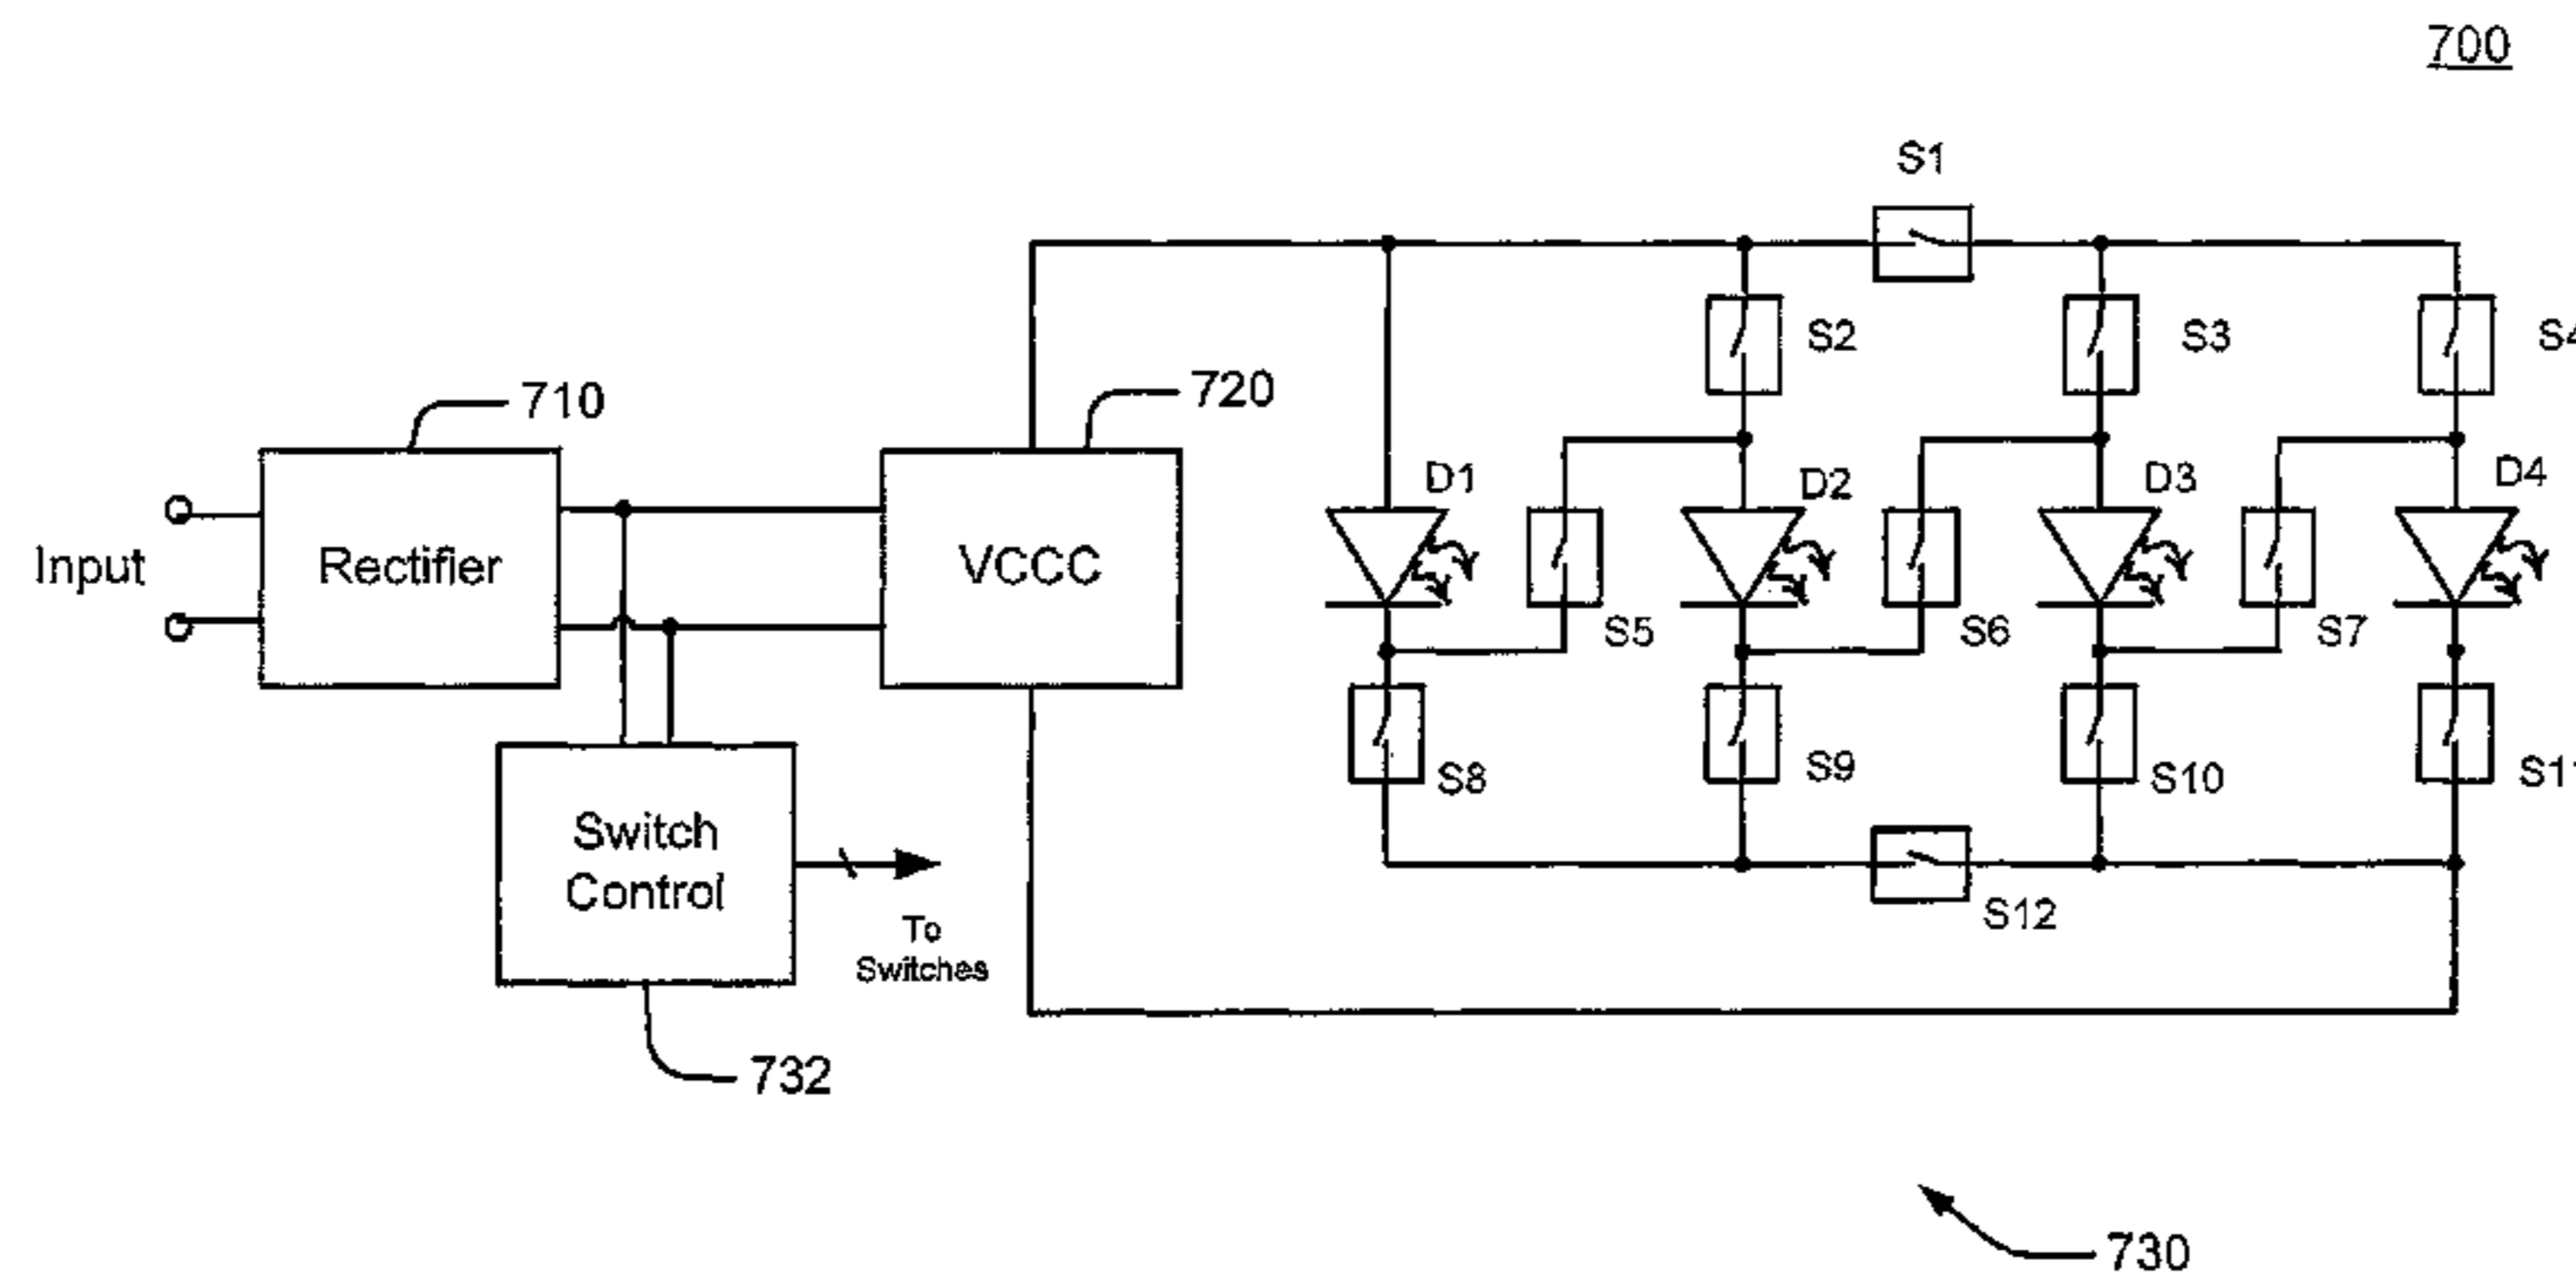 700
S1
S2
S3
S4
710
720
Input
Rectifier
VCCC
D1
D2
D3
D4
S5
S6
S7
S8
S9
S10
S12
Switch
Control
To
Switches
732
730